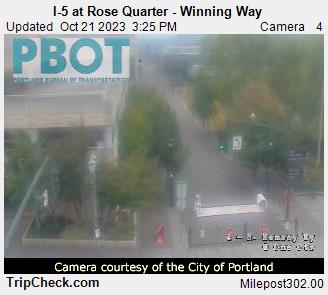 I-5 at Rose Quarter - Winning Way
Updated Oct 21 2023 3:25 PM Camera 4
PBOT
PORTLAND BUREAU OF TRANSPORTATION
Camera courtesy of the City of Portland
TripCheck.com Milepost302.00